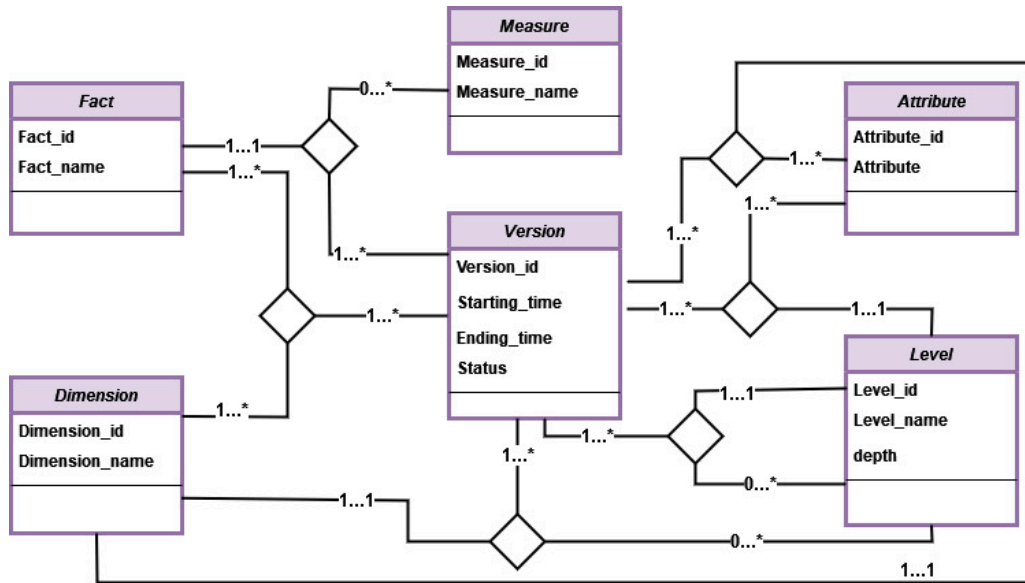 Measure
Measure_id
Measure_name
0...*
Fact
Fact_id
Fact_name
1...1
1...*
Attribute
Attribute_id
Attribute
1...*
1...*
1...*
1...*
Version
Version_id
Starting_time
Ending_time
Status
1...*
1...*
1...1
Level
Level_id
Level_name
depth
1...1
1...*
0...*
Dimension
Dimension_id
Dimension_name
1...*
1...*
1...1
0...*
1...1